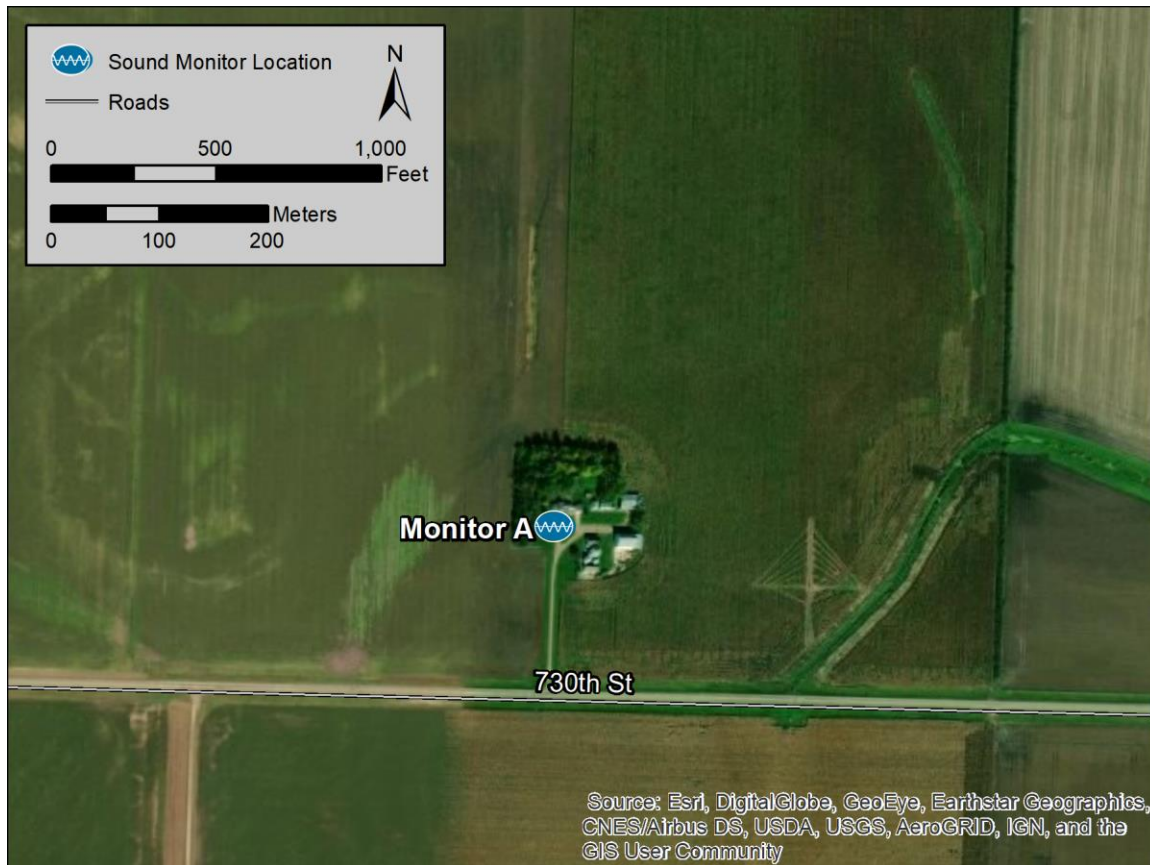 Sound Monitor Location
Roads
N
0 500 1,000
Feet
Meters
0 100 200
Monitor A
730th St
Source: Esri, DigitalGlobe, GeoEye, Earthstar Geographics,
CNES/Airbus DS, USDA, USGS, AeroGRID, IGN, and the
GIS User Community